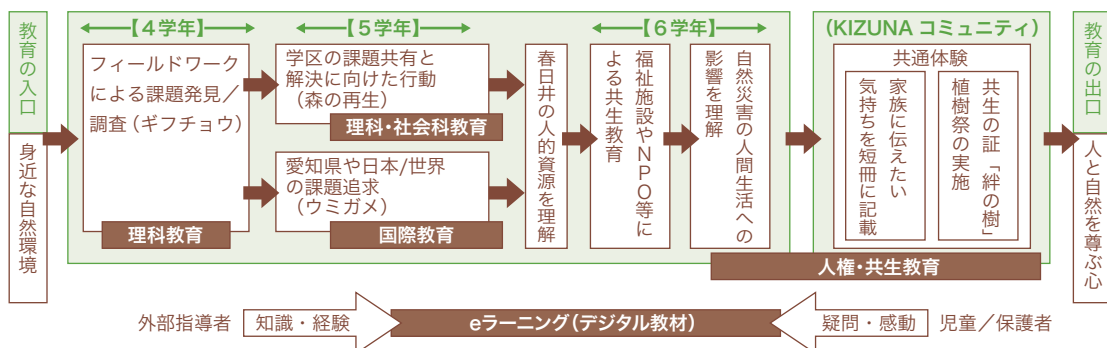 教育の入口
身近な自然環境
【4学年】
フィールドワーク
による課題発見／
調査（ギフチョウ）
理科教育
【5学年】
学区の課題共有と
解決に向けた行動
（森の再生）
理科・社会科教育
愛知県や日本/世界
の課題追求
（ウミガメ）
国際教育
春日井の人的資源を理解
【6学年】
福祉施設やNPO等に
よる共生教育
自然災害の人間生活への
影響を理解
（KIZUNA コミュニティ）
共通体験
家族に伝えたい
気持ちを短冊に記載
共生の証「絆の樹」
植樹祭の実施
人権・共生教育
教育の出口
人と自然を尊ぶ心
外部指導者
知識・経験
eラーニング（デジタル教材）
疑問・感動
児童／保護者